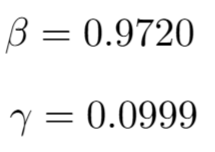 β = 0.9720
γ = 0.0999